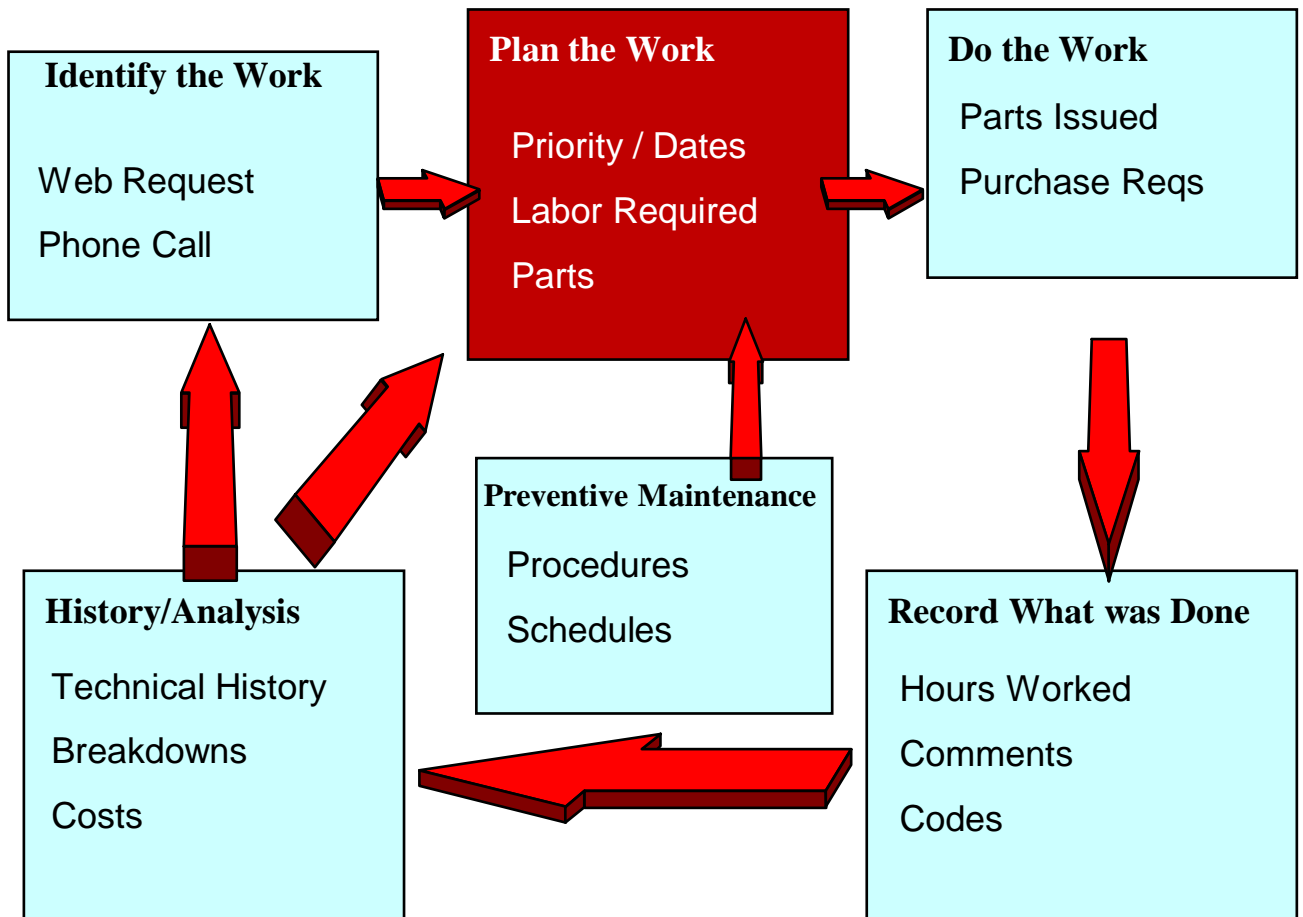 Identify the Work
Web Request
Phone Call
Plan the Work
Priority / Dates
Labor Required
Parts
Do the Work
Parts Issued
Purchase Reqs
Preventive Maintenance
Procedures
Schedules
History/Analysis
Technical History
Breakdowns
Costs
Record What was Done
Hours Worked
Comments
Codes